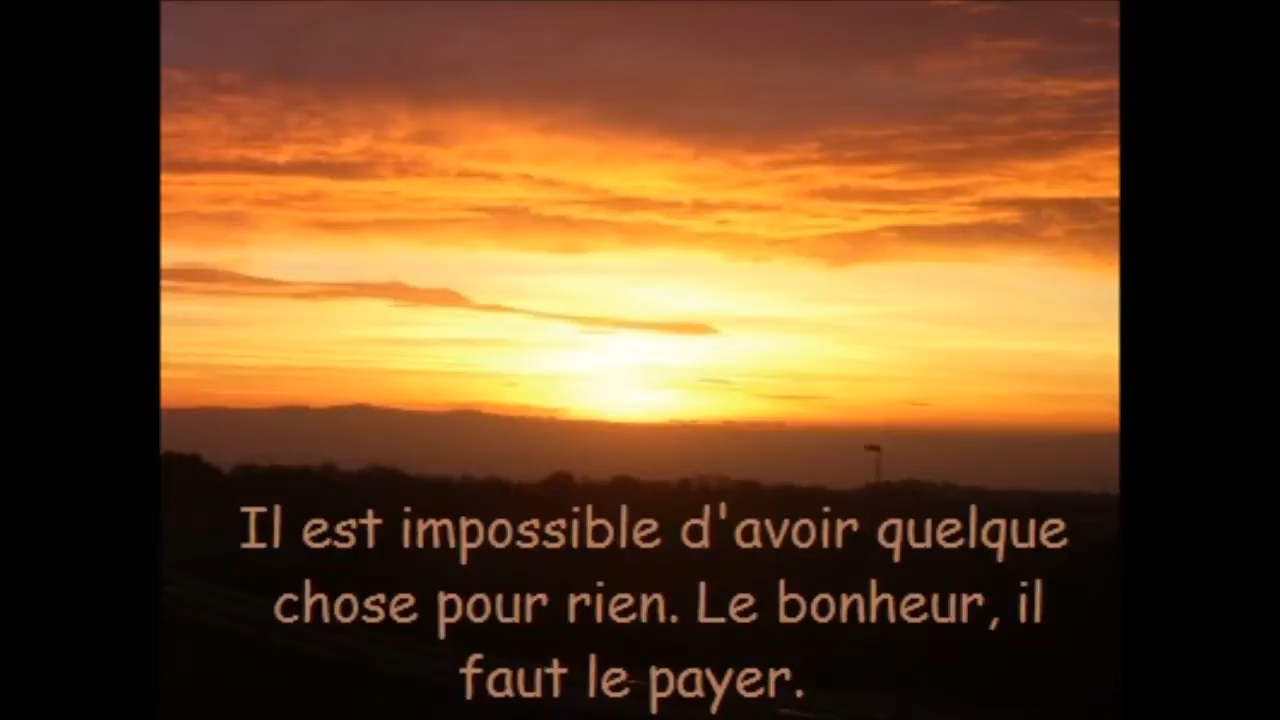 Il est impossible d'avoir quelque
chose pour rien. Le bonheur, il
faut le payer.